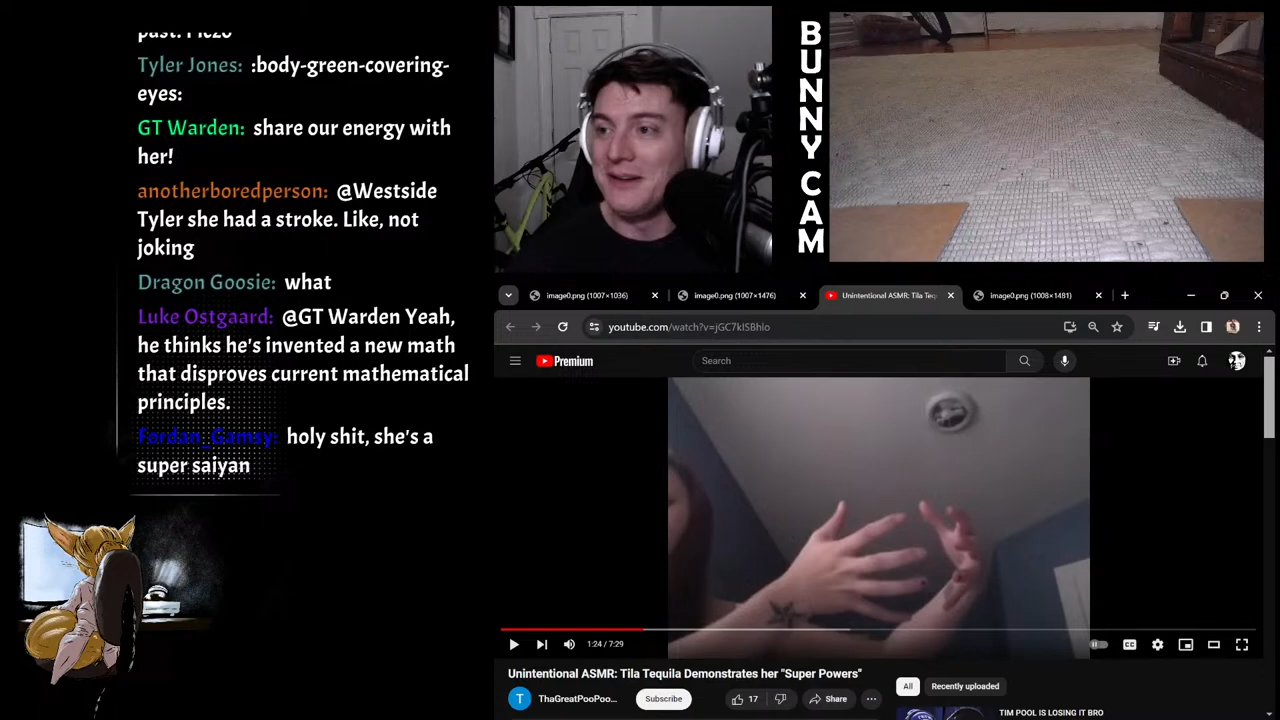 Tyler Jones: :body-green-covering-
eyes:
GT Warden: share our energy with
her!
anotherboredperson: @Westside
Tyler she had a stroke. Like, not
joking
Dragon Goosie: what
Luke Ostgaard: @GT Warden Yeah,
he thinks he's invented a new math
that disproves current mathematical
principles.
Fordan_Gamsy: holy shit, she's a
super saiyan
BUNNY CAM
image0.png (1007×1036)
image0.png (1007×1476)
Unintentional ASMR: Tila Teq
image0.png (1008×1481)
youtube.com/watch?v=jGC7kISBhlo
Premium
Search
1:24 / 7:29
Unintentional ASMR: Tila Tequila Demonstrates her "Super Powers"
T
ThaGreatPooPoo...
Subscribe
17
Share
All
Recently uploaded
TIM POOL IS LOSING IT BRO